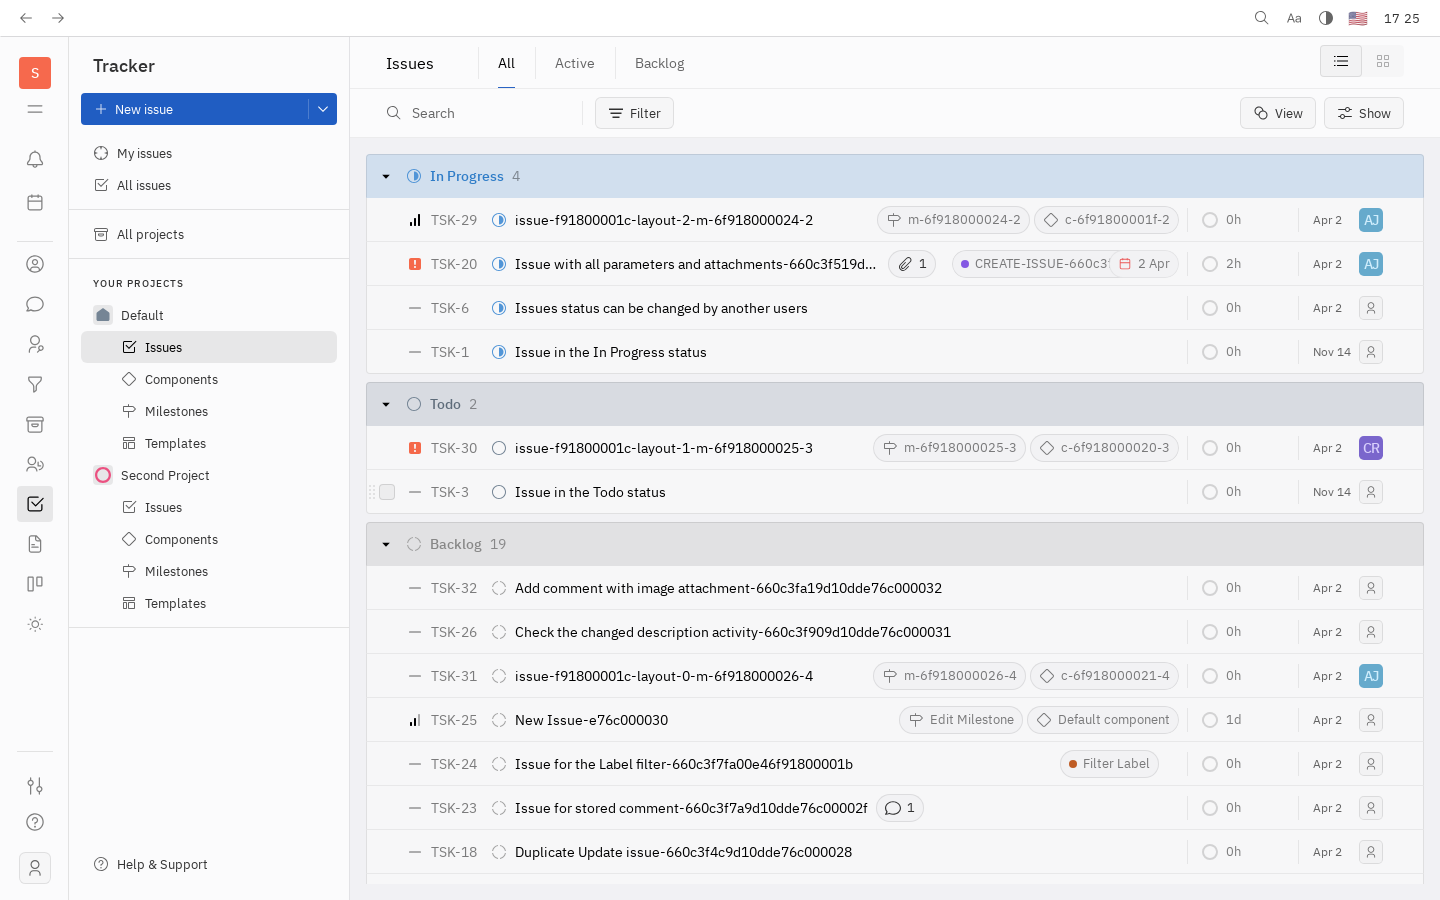 Aa 17 25
S
Tracker
New issue
My issues
All issues
All projects
YOUR PROJECTS
Default
Issues
Components
Milestones
Templates
Second Project
Issues
Components
Milestones
Templates
Help & Support
Issues All Active Backlog
Search Filter View Show
In Progress 4
TSK-29 issue-f91800001c-layout-2-m-6f918000024-2 m-6f918000024-2 c-6f91800001f-2 0h Apr 2 AJ
TSK-20 Issue with all parameters and attachments-660c3f519d... 1 CREATE-ISSUE-660c3 2 Apr 2h Apr 2 AJ
TSK-6 Issues status can be changed by another users 0h Apr 2
TSK-1 Issue in the In Progress status 0h Nov 14
Todo 2
TSK-30 issue-f91800001c-layout-1-m-6f918000025-3 m-6f918000025-3 c-6f918000020-3 0h Apr 2 CR
TSK-3 Issue in the Todo status 0h Nov 14
Backlog 19
TSK-32 Add comment with image attachment-660c3fa19d10dde76c000032 0h Apr 2
TSK-26 Check the changed description activity-660c3f909d10dde76c000031 0h Apr 2
TSK-31 issue-f91800001c-layout-0-m-6f918000026-4 m-6f918000026-4 c-6f918000021-4 0h Apr 2 AJ
TSK-25 New Issue-e76c000030 Edit Milestone Default component 1d Apr 2
TSK-24 Issue for the Label filter-660c3f7fa00e46f91800001b Filter Label 0h Apr 2
TSK-23 Issue for stored comment-660c3f7a9d10dde76c00002f 1 0h Apr 2
TSK-18 Duplicate Update issue-660c3f4c9d10dde76c000028 0h Apr 2